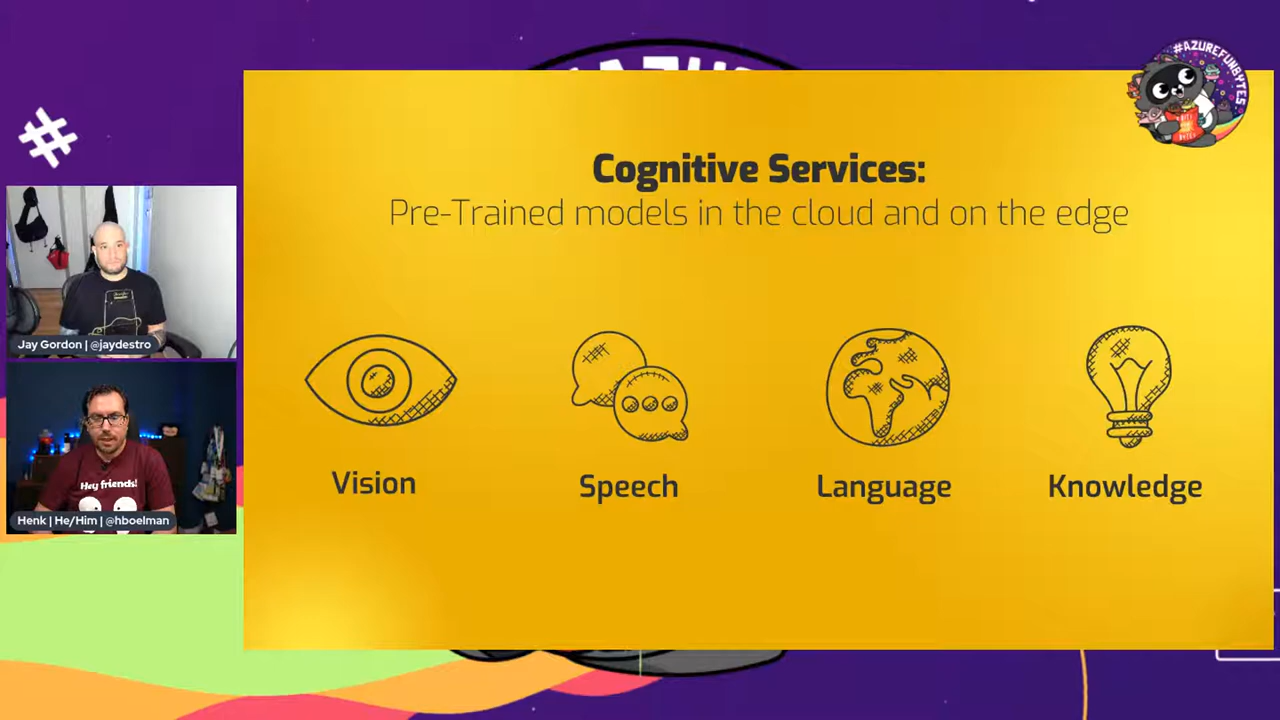 #AZUREFUNBYTES
Cognitive Services:
Pre-Trained models in the cloud and on the edge
Vision
Speech
Language
Knowledge
Jay Gordon | @jaydestro
Hey friends!
Henk | He/Him | @hboelman